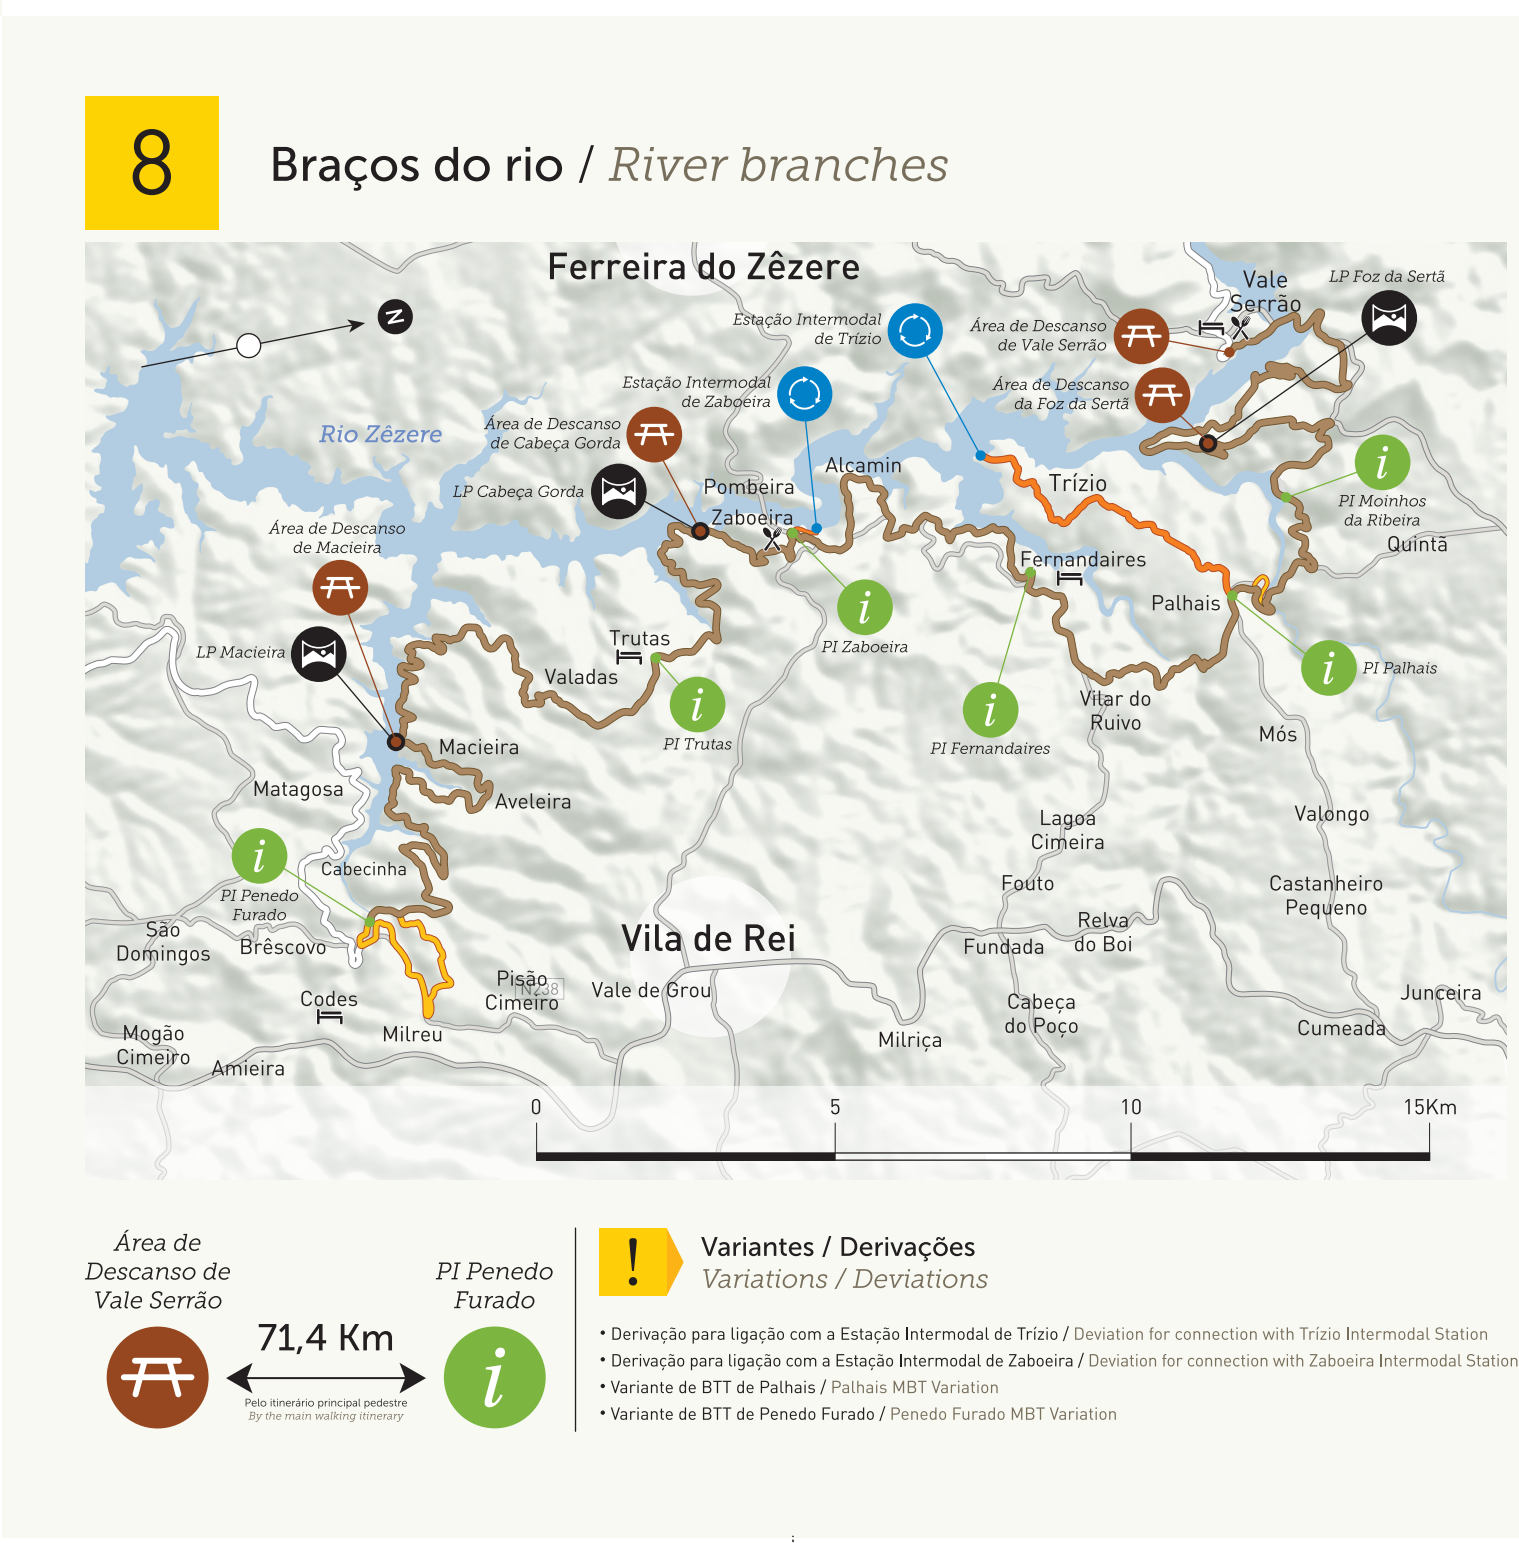 8
Braços do rio / River branches
Ferreira do Zêzere
N
Rio Zêzere
Estação Intermodal
de Trízio
Estação Intermodal
de Zaboeira
Área de Descanso
de Vale Serrão
Área de Descanso
da Foz da Sertã
Vale
Serrão
LP Foz da Sertã
Área de Descanso
de Cabeça Gorda
LP Cabeça Gorda
Pombeira
Zaboeira
Alcamin
Trízio
i
PI Moinhos
da Ribeira
Quintã
Área de Descanso
de Macieira
LP Macieira
Fernandaires
Palhais
i
PI Zaboeira
Trutas
Valadas
i
PI Trutas
i
PI Fernandaires
Vilar do
Ruivo
i
PI Palhais
Mós
Macieira
Matagosa
Aveleira
Lagoa
Cimeira
Valongo
i
PI Penedo
Furado
Cabecinha
Fouto
Castanheiro
Pequeno
São
Domingos
Brêscovo
Vila de Rei
Relva
do Boi
Fundada
Pisão
Cimeiro
N238
Vale de Grou
Codes
Cabeça
do Poço
Junceira
Mogão
Cimeiro
Milreu
Milriça
Cumeada
Amieira
0 5 10 15Km
Área de
Descanso de
Vale Serrão
71,4 Km
Pelo itinerário principal pedestre
By the main walking itinerary
PI Penedo
Furado
i
!
Variantes / Derivações
Variations / Deviations
• Derivação para ligação com a Estação Intermodal de Trízio / Deviation for connection with Trízio Intermodal Station
• Derivação para ligação com a Estação Intermodal de Zaboeira / Deviation for connection with Zaboeira Intermodal Station
• Variante de BTT de Palhais / Palhais MBT Variation
• Variante de BTT de Penedo Furado / Penedo Furado MBT Variation